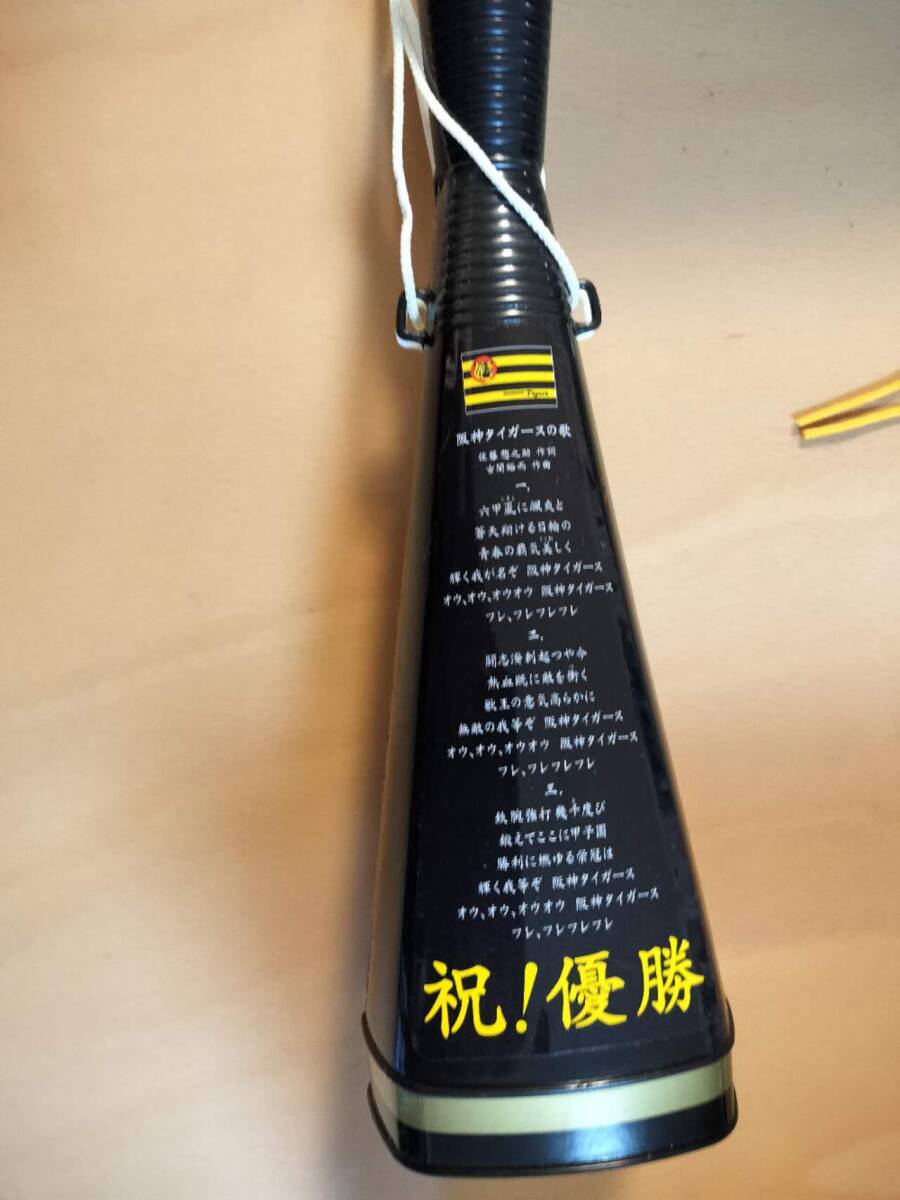 Tigers
阪神タイガースの歌
佐藤惣之助 作詞
古関裕而 作曲
一、
六甲颪に颯爽と
蒼天翔ける日輪の
青春の覇気美しく
輝く我が名ぞ 阪神タイガース
オウ、オウ、オウオウ 阪神タイガース
フレ、フレフレフレ
二、
闘志溌剌起つや今
熱血既に敵を衝く
獣王の意気高らかに
無敵の我等ぞ 阪神タイガース
オウ、オウ、オウオウ 阪神タイガース
フレ、フレフレフレ
三、
鉄腕強打幾千度び
鍛えてここに甲子園
勝利に燃ゆる栄冠は
輝く我等ぞ 阪神タイガース
オウ、オウ、オウオウ 阪神タイガース
フレ、フレフレフレ
祝！優勝